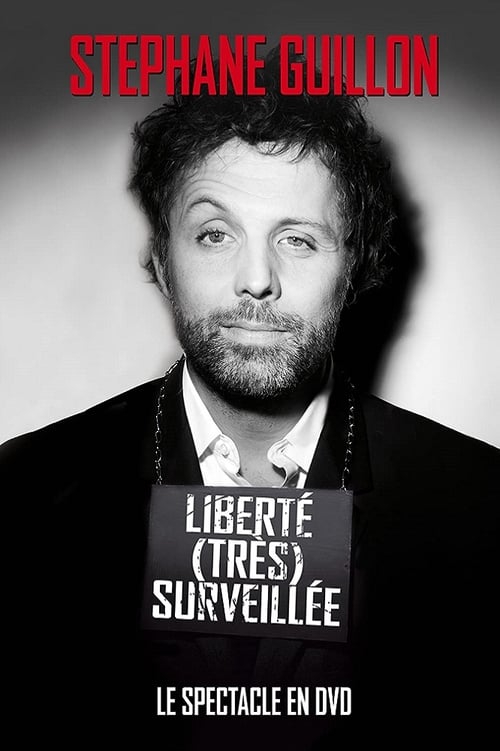 STEPHANE GUILLON
LIBERTÉ
(TRÈS)
SURVEILLÉE
LE SPECTACLE EN DVD